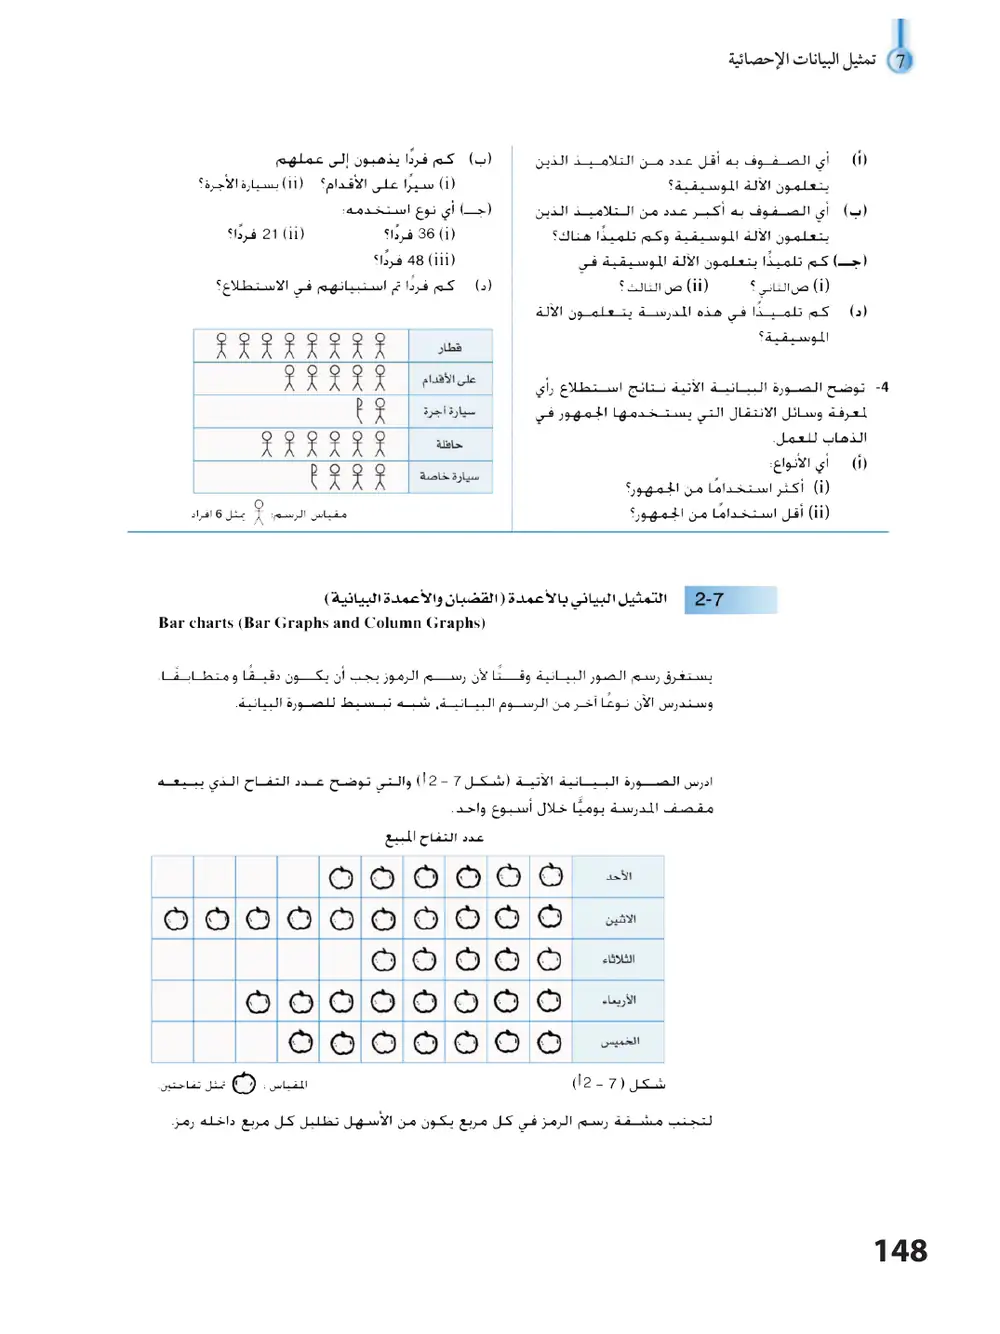 7 تمثيل البيانات الإحصائية
(أ) أي الصفوف به أقل عدد من التلاميذ الذين
يتعلمون الآلة الموسيقية؟
(ب) أي الصفوف به أكبر عدد من التلاميذ الذين
يتعلمون الآلة الموسيقية وكم تلميذًا هناك؟
(جـ) كم تلميذًا يتعلمون الآلة الموسيقية في
(i) ص الثاني؟ (ii) ص الثالث؟
(د) كم تلميذًا في هذه المدرسة يتعلمون الآلة
الموسيقية؟
4- توضح الصورة البيانية الآتية نتائج استطلاع رأي
لمعرفة وسائل الانتقال التي يستخدمها الجمهور في
الذهاب للعمل.
(أ) أي الأنواع:
(i) أكثر استخدامًا من الجمهور؟
(ii) أقل استخدامًا من الجمهور؟
(ب) كم فردًا يذهبون إلى عملهم
(i) سيرًا على الأقدام؟ (ii) بسيارة الأجرة؟
(جـ) أي نوع استخدمه:
(i) 36 فردًا؟ (ii) 21 فردًا؟
(iii) 48 فردًا؟
(د) كم فردًا تم استبيانهم في الاستطلاع؟
قطار
على الأقدام
سيارة أجرة
حافلة
سيارة خاصة
مقياس الرسم: يمثل 6 افراد
2-7 التمثيل البياني بالأعمدة (القضبان والأعمدة البيانية)
Bar charts (Bar Graphs and Column Graphs)
يستغرق رسم الصور البيانية وقتًا لأن رسم الرموز يجب أن يكون دقيقًا ومتطابقًا.
وسندرس الآن نوعًا آخر من الرسوم البيانية، شبه تبسيط للصورة البيانية.
ادرس الصورة البيانية الآتية (شكل 7 - 2أ) والتي توضح عدد التفاح الذي يبيعه
مقصف المدرسة يوميًّا خلال أسبوع واحد.
عدد التفاح المبيع
الأحد
الاثنين
الثلاثاء
الأربعاء
الخميس
شكل (7 - 2أ) المقياس: تمثل تفاحتين.
لتجنب مشقة رسم الرمز في كل مربع يكون من الأسهل تظليل كل مربع داخله رمز.
148